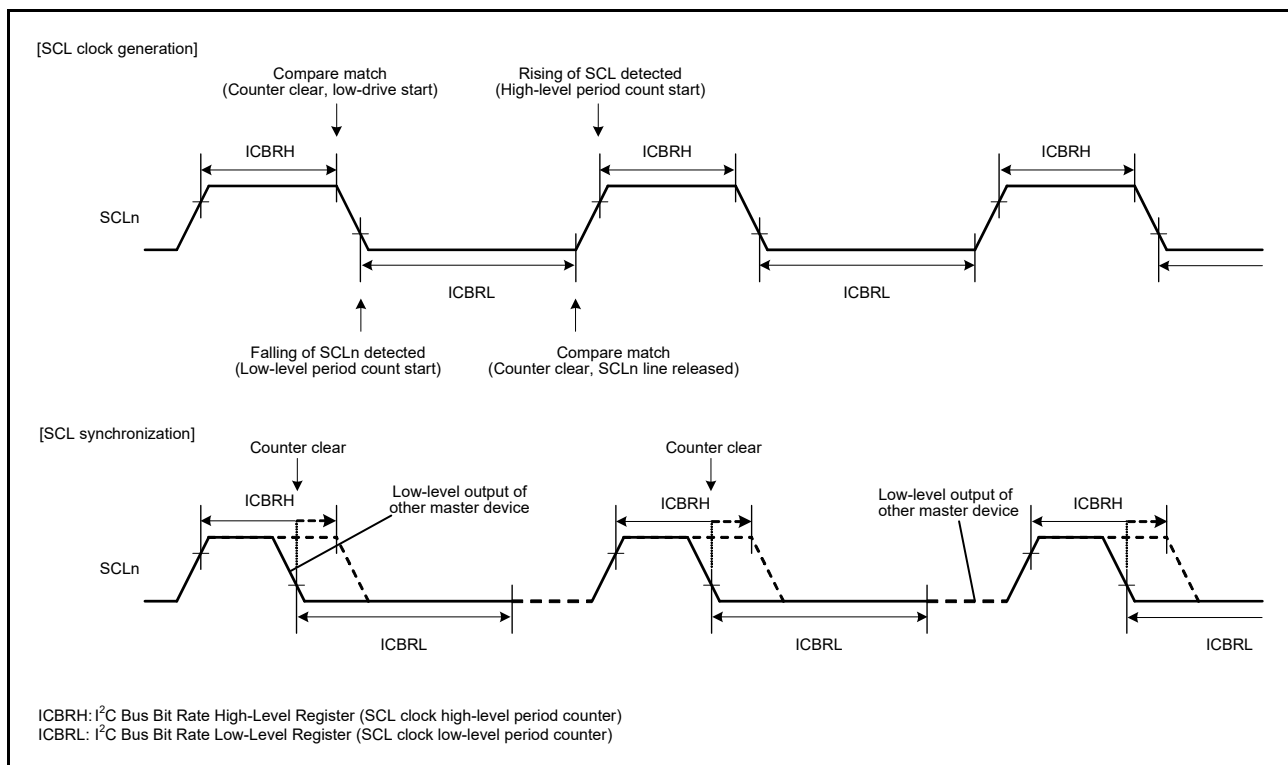 [SCL clock generation]
Compare match
(Counter clear, low-drive start)
Rising of SCL detected
(High-level period count start)
ICBRH
ICBRH
ICBRH
SCLn
ICBRL
ICBRL
Falling of SCLn detected
(Low-level period count start)
Compare match
(Counter clear, SCLn line released)
[SCL synchronization]
Counter clear
Counter clear
ICBRH
Low-level output of
other master device
ICBRH
Low-level output of
other master device
ICBRH
SCLn
ICBRL
ICBRL
ICBRL
ICBRH: I²C Bus Bit Rate High-Level Register (SCL clock high-level period counter)
ICBRL: I²C Bus Bit Rate Low-Level Register (SCL clock low-level period counter)